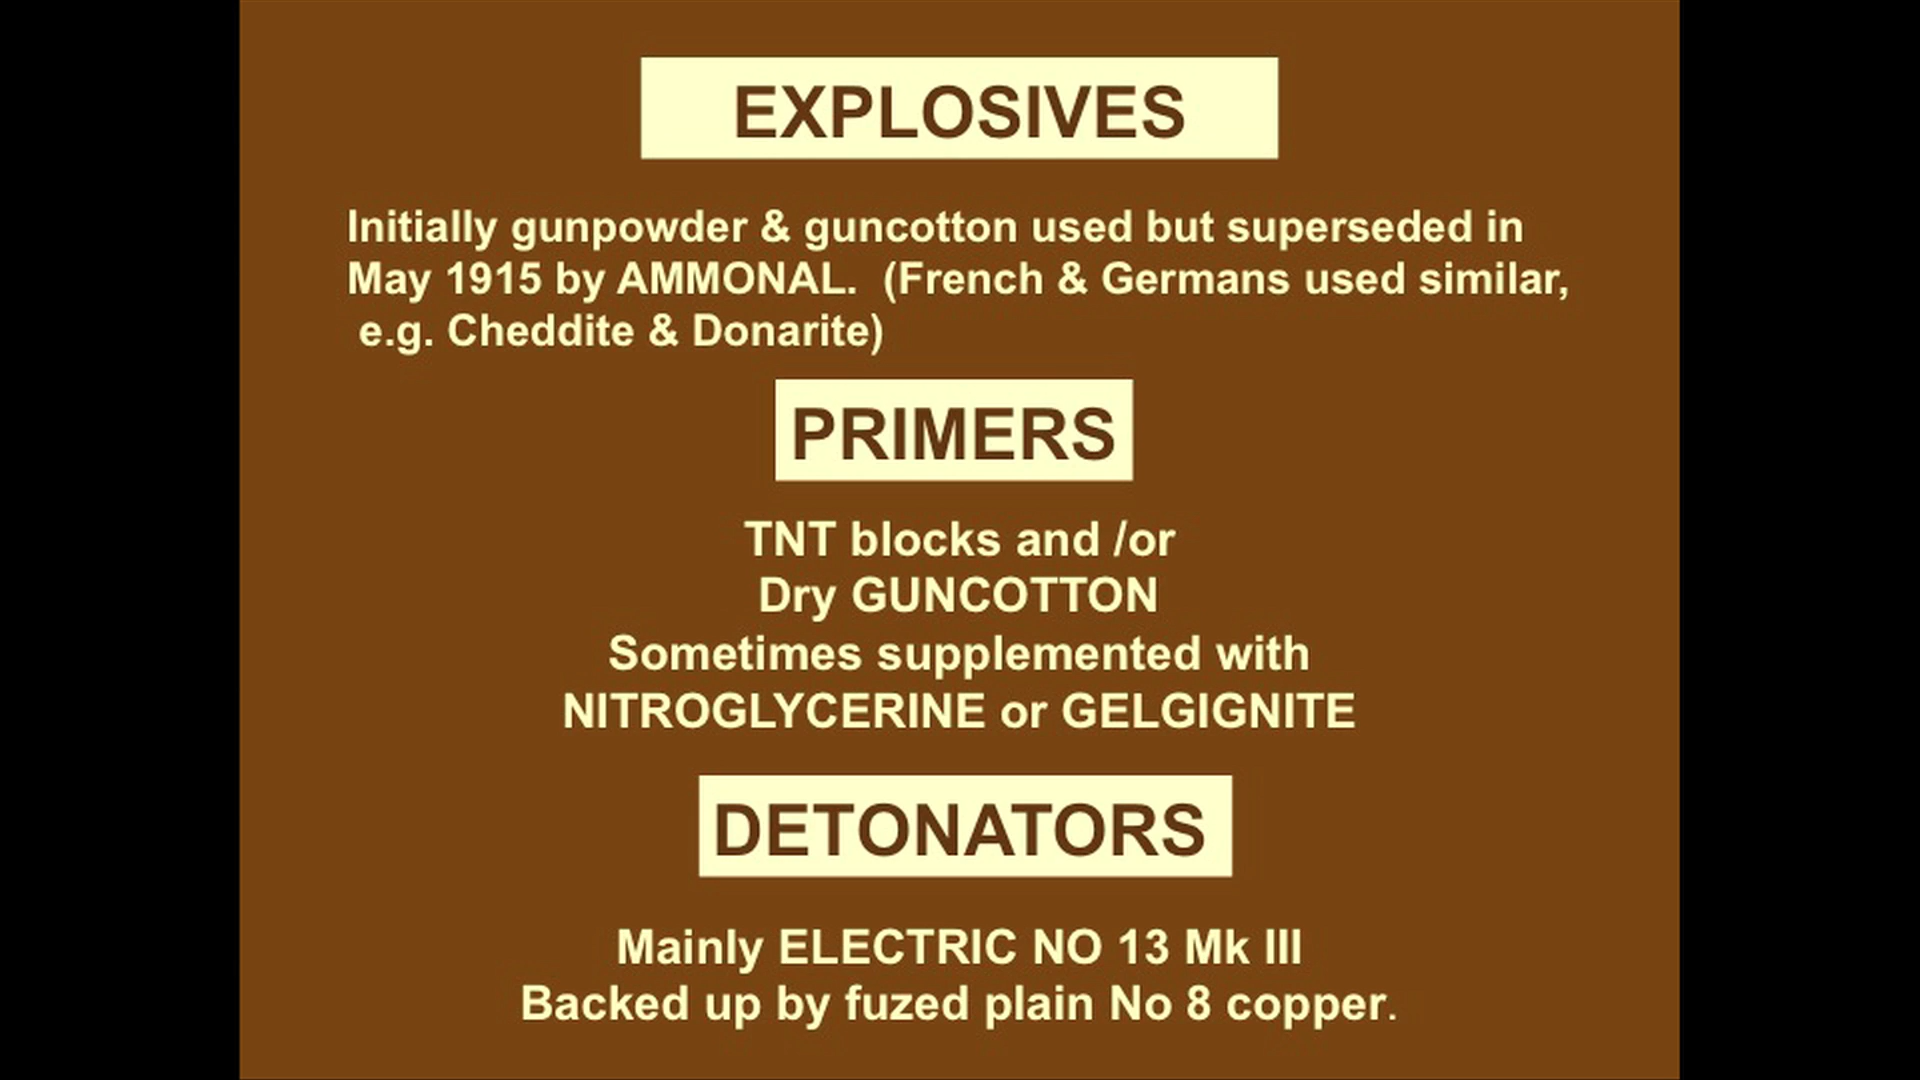 EXPLOSIVES
Initially gunpowder & guncotton used but superseded in
May 1915 by AMMONAL.  (French & Germans used similar,
e.g. Cheddite & Donarite)
PRIMERS
TNT blocks and /or
Dry GUNCOTTON
Sometimes supplemented with
NITROGLYCERINE or GELGIGNITE
DETONATORS
Mainly ELECTRIC NO 13 Mk III
Backed up by fuzed plain No 8 copper.